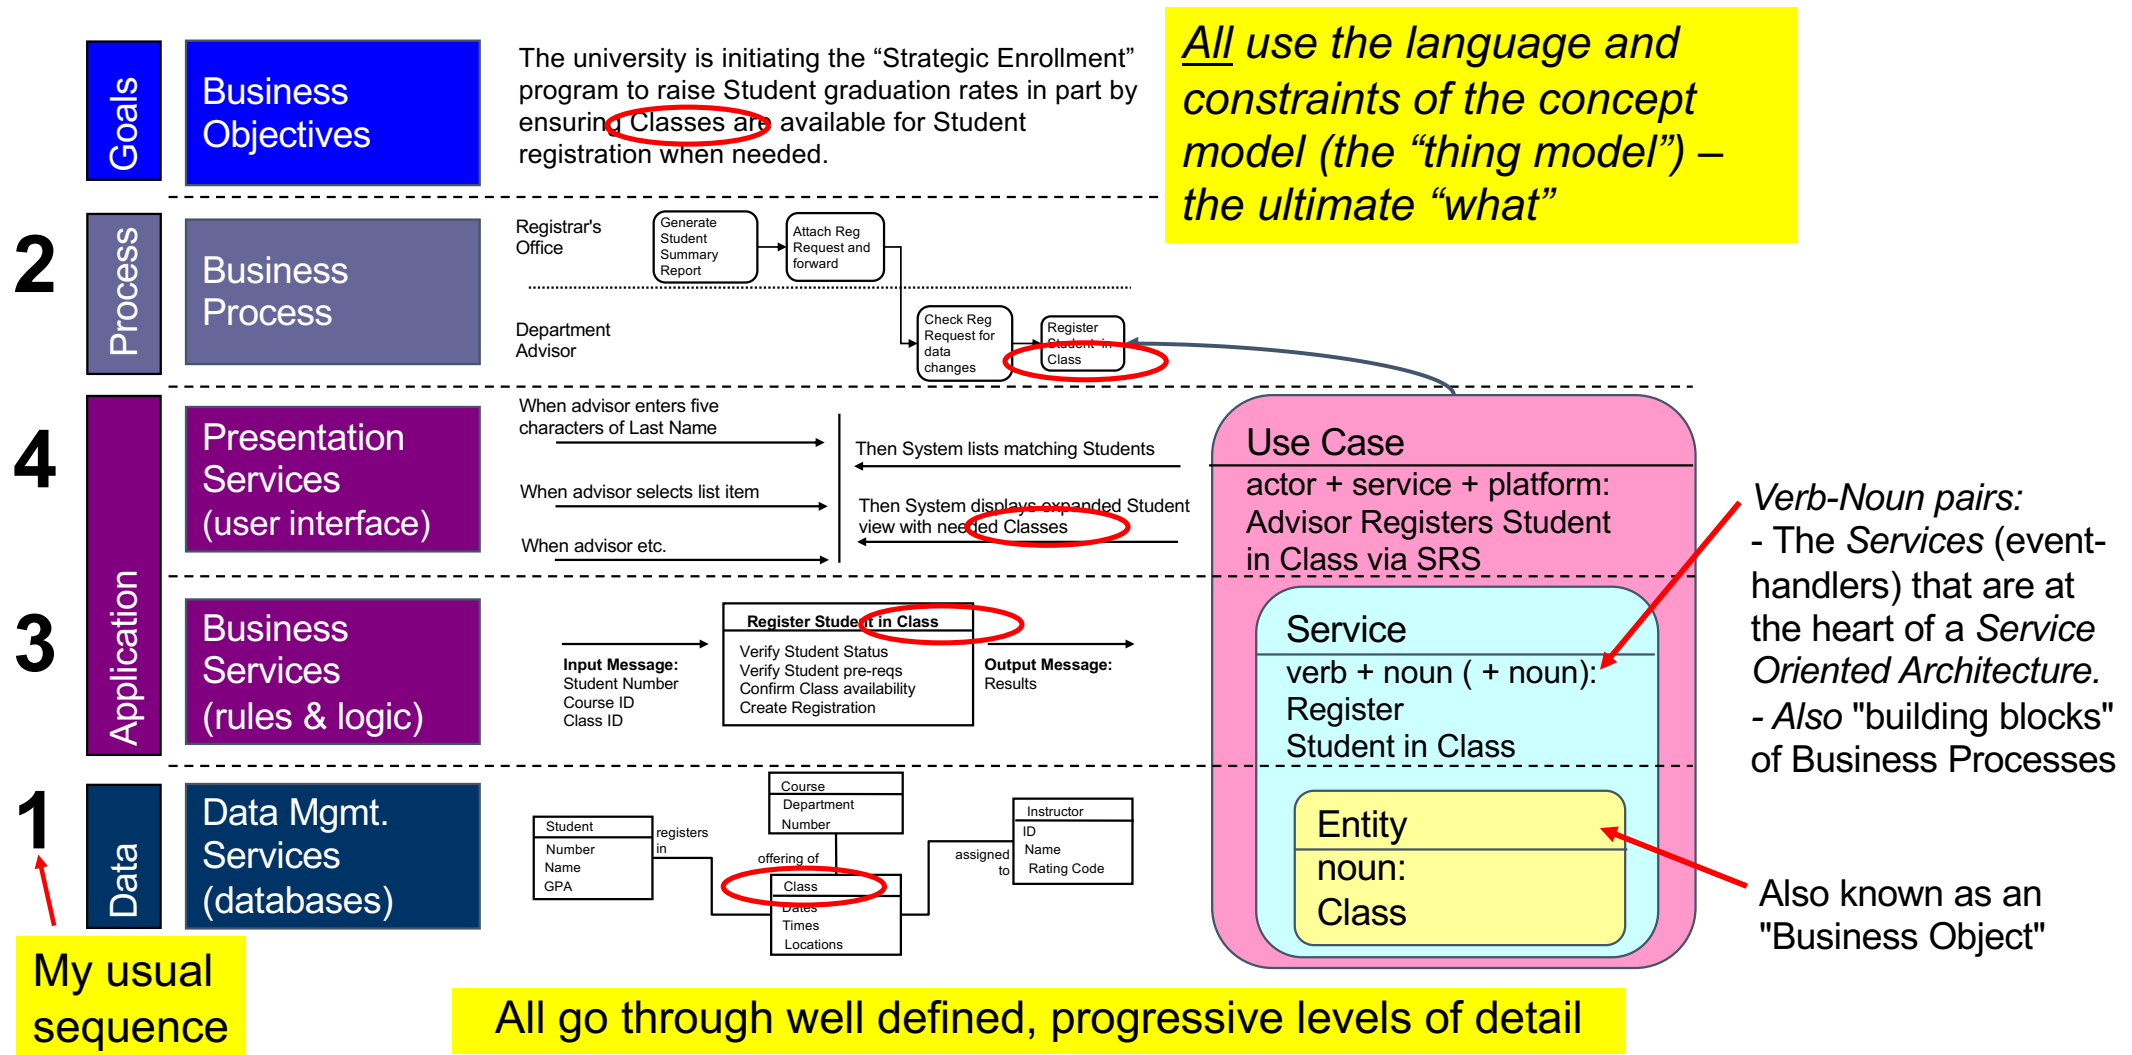 Goals
Business
Objectives
The university is initiating the “Strategic Enrollment”
program to raise Student graduation rates in part by
ensuring Classes are available for Student
registration when needed.
All use the language and
constraints of the concept
model (the “thing model”) –
the ultimate “what”
2
Process
Business
Process
Registrar's
Office
Generate
Student
Summary
Report
Attach Reg
Request and
forward
Department
Advisor
Check Reg
Request for
data
changes
Register
Student in
Class
4
Application
Presentation
Services
(user interface)
When advisor enters five
characters of Last Name
Then System lists matching Students
When advisor selects list item
Then System displays expanded Student
view with needed Classes
When advisor etc.
Use Case
actor + service + platform:
Advisor Registers Student
in Class via SRS
Verb-Noun pairs:
- The Services (event-
handlers) that are at
the heart of a Service
Oriented Architecture.
- Also "building blocks"
of Business Processes
3
Business
Services
(rules & logic)
Input Message:
Student Number
Course ID
Class ID
Register Student in Class
Verify Student Status
Verify Student pre-reqs
Confirm Class availability
Create Registration
Output Message:
Results
Service
verb + noun ( + noun):
Register
Student in Class
1
Data
Data Mgmt.
Services
(databases)
Student
Number
Name
GPA
registers
in
Course
Department
Number
offering of
Class
Dates
Times
Locations
assigned
to
Instructor
ID
Name
Rating Code
Entity
noun:
Class
Also known as an
"Business Object"
My usual
sequence
All go through well defined, progressive levels of detail